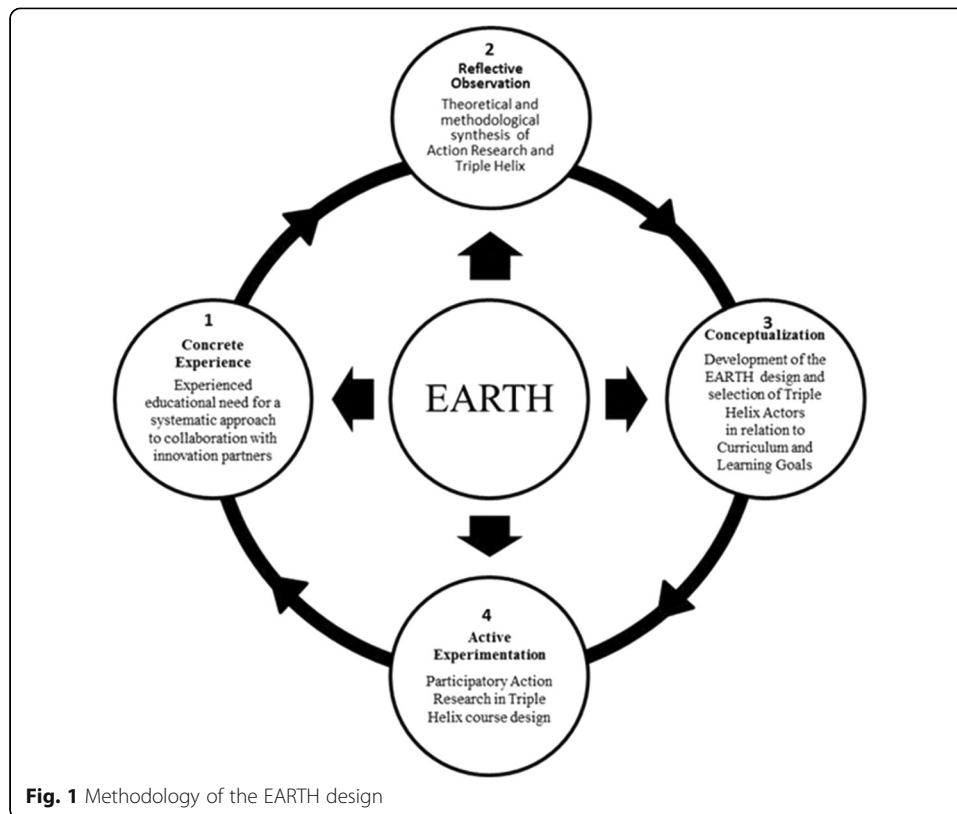 2
Reflective
Observation
Theoretical and
methodological
synthesis of
Action Research and
Triple Helix
1
Concrete
Experience
Experienced
educational need for a
systematic approach
to collaboration with
innovation partners
EARTH
3
Conceptualization
Development of the
EARTH design and
selection of Triple
Helix Actors
in relation to
Curriculum and
Learning Goals
4
Active
Experimentation
Participatory Action
Research in Triple
Helix course design
Fig. 1 Methodology of the EARTH design